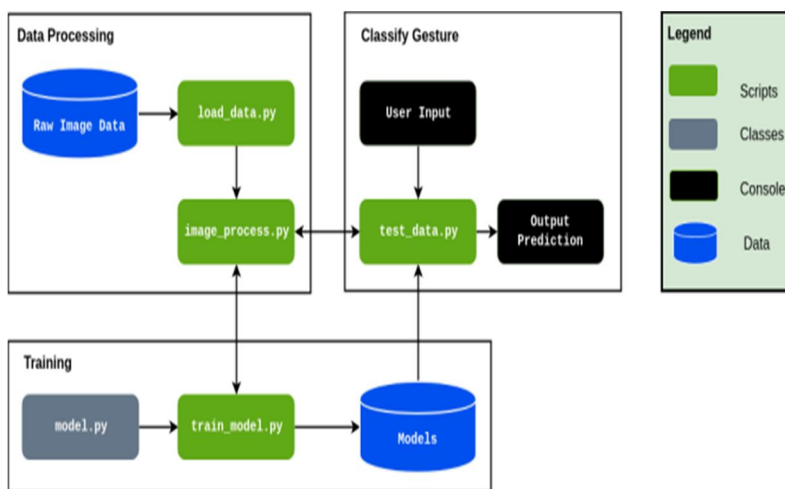 Data Processing
Raw Image Data
load_data.py
image_process.py
Classify Gesture
User Input
test_data.py
Output
Prediction
Training
model.py
train_model.py
Models
Legend
Scripts
Classes
Console
Data